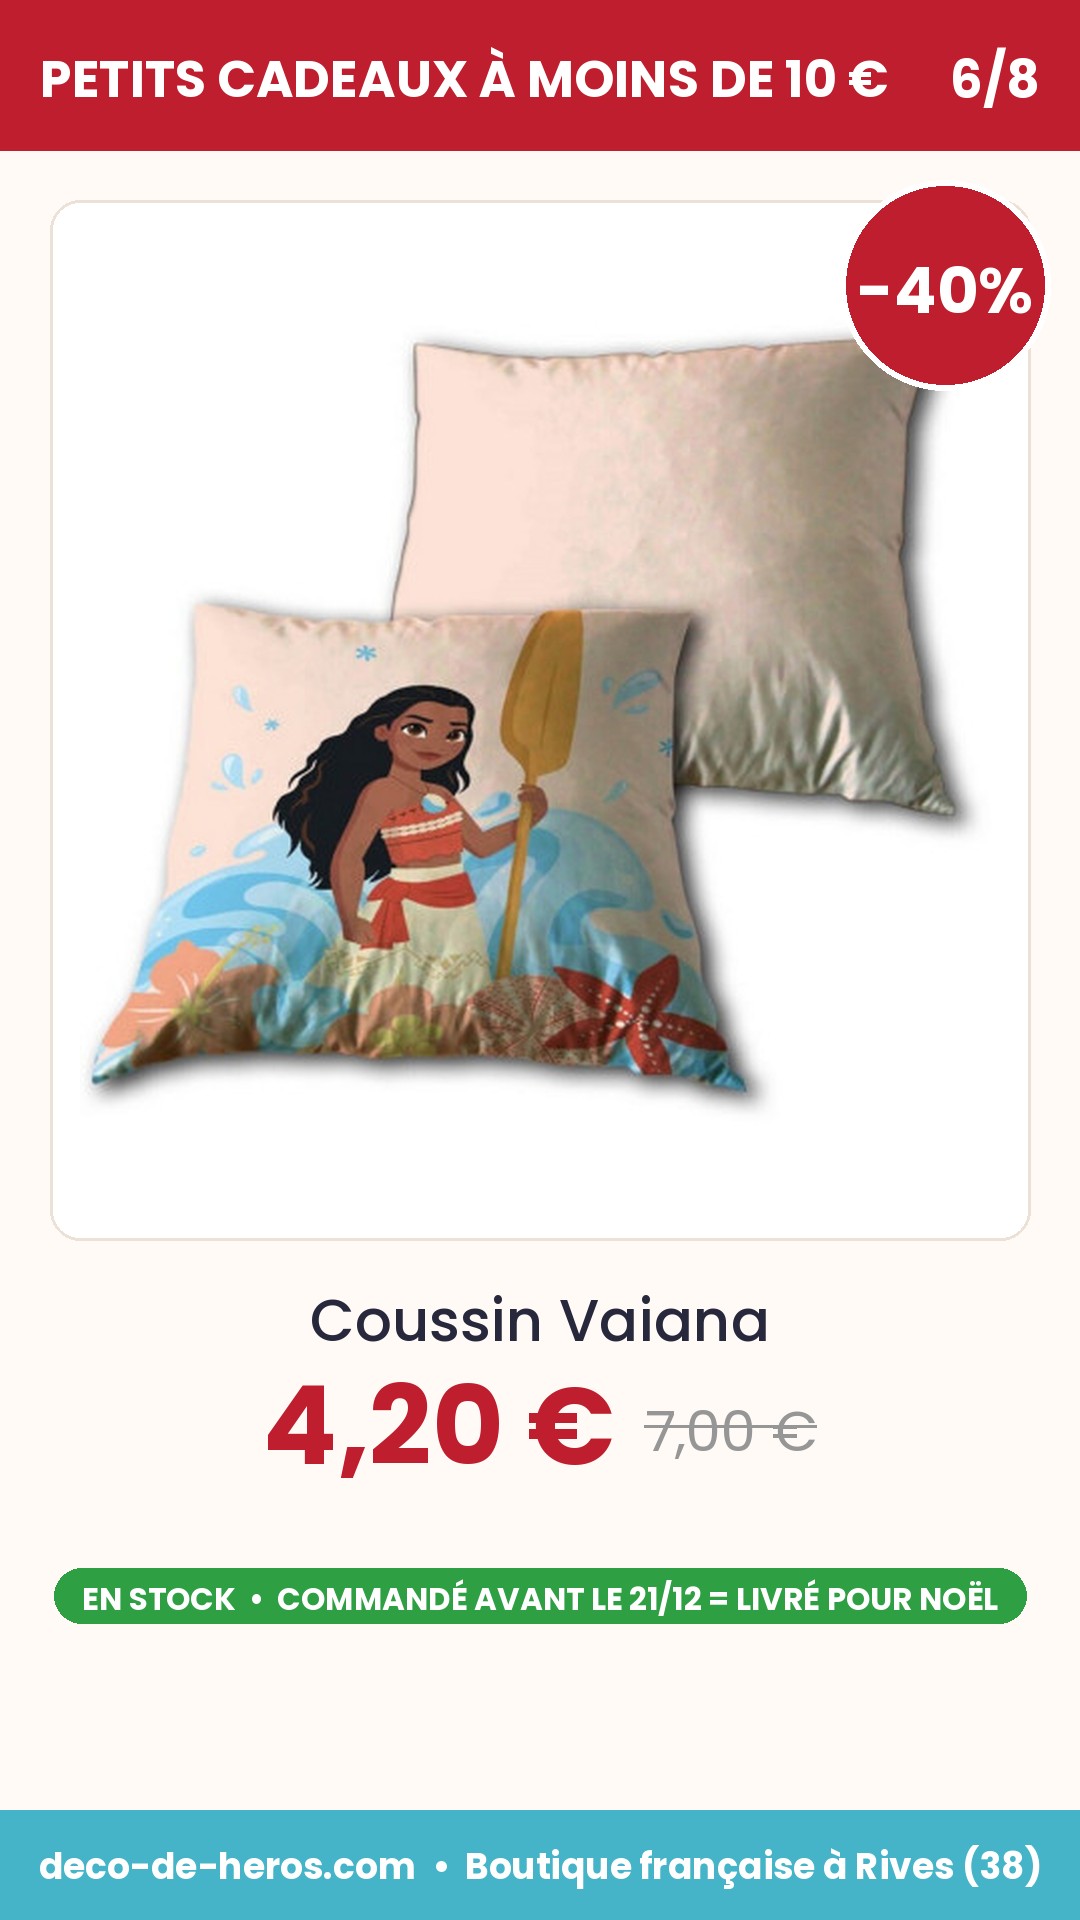 PETITS CADEAUX À MOINS DE 10 € 6/8
-40%
Coussin Vaiana
4,20 € 7,00 €
EN STOCK • COMMANDÉ AVANT LE 21/12 = LIVRÉ POUR NOËL
deco-de-heros.com • Boutique française à Rives (38)